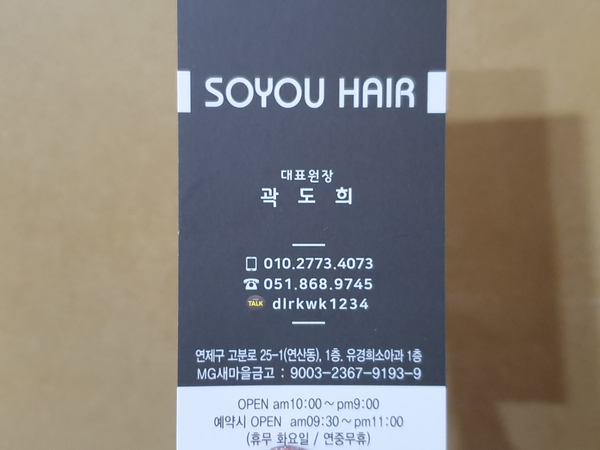 SOYOU HAIR
대표원장
곽 도 희
010.2773.4073
051.868.9745
TALK dlrkwk1234
연제구 고분로 25-1(연산동), 1층. 유경희소아과 1층
MG새마을금고 : 9003-2367-9193-9
OPEN am10:00～pm9:00
예약시 OPEN am09:30～pm11:00
(휴무 화요일 / 연중무휴)